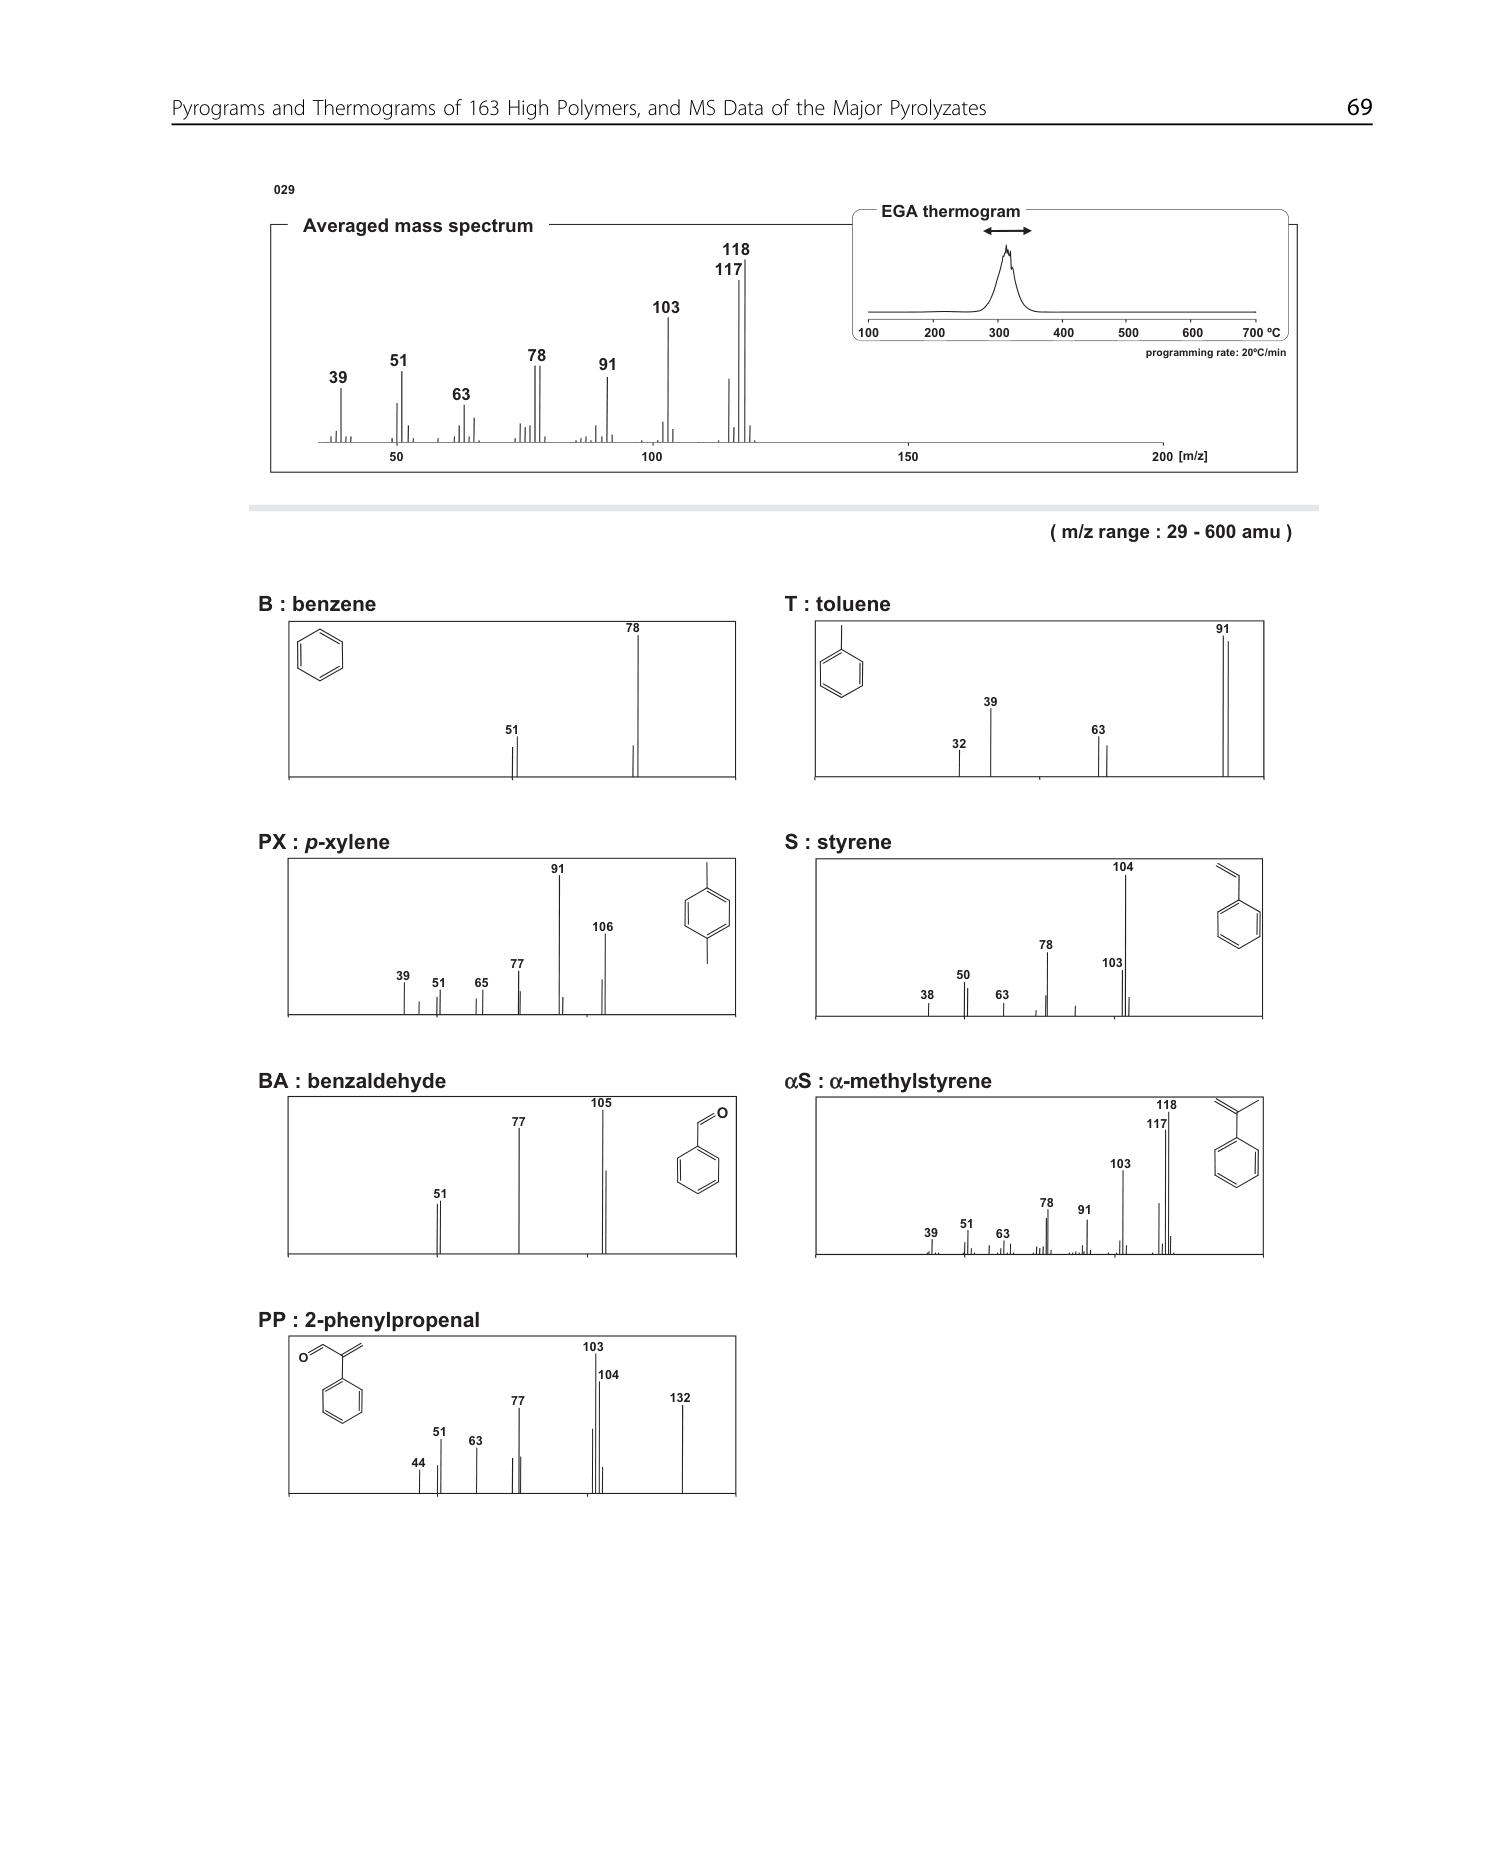 Pyrograms and Thermograms of 163 High Polymers, and MS Data of the Major Pyrolyzates 69
029
Averaged mass spectrum
EGA thermogram
118
117
103
78
51
91
39
63
50 100 150 200 [m/z]
100 200 300 400 500 600 700 ºC
programming rate: 20ºC/min
( m/z range : 29 - 600 amu )
B : benzene
78
51
T : toluene
91
39
63
32
PX : p-xylene
91
106
77
39
51
65
S : styrene
104
78
103
50
38
63
BA : benzaldehyde
105
77
51
O
αS : α-methylstyrene
118
117
103
78
91
51
39
63
PP : 2-phenylpropenal
O
103
104
132
77
51
63
44